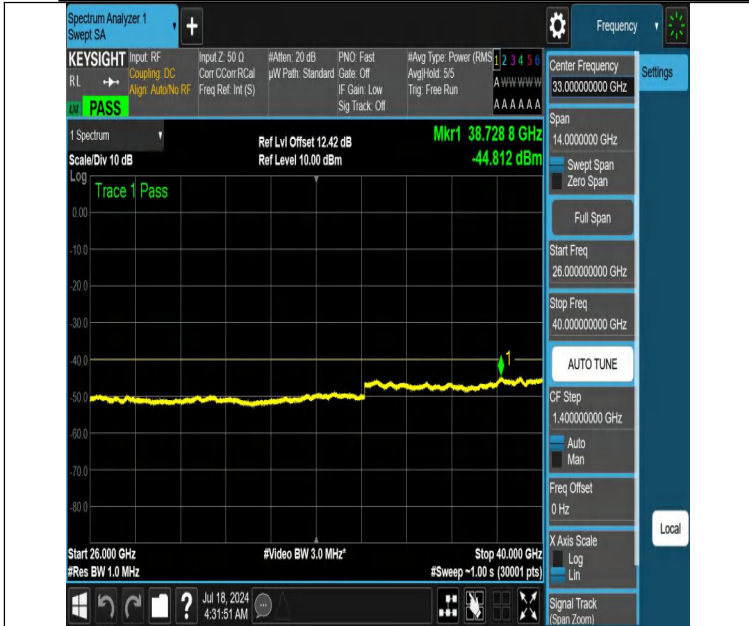 Spectrum Analyzer 1
Swept SA
+
Frequency
KEYSIGHT
RL
LXI
PASS
Input: RF
Coupling: DC
Align: Auto/No RF
Input Z: 50 Ω
Corr CCorr RCal
Freq Ref: Int (S)
#Atten: 20 dB
µW Path: Standard
PNO: Fast
Gate: Off
IF Gain: Low
Sig Track: Off
#Avg Type: Power (RMS
Avg|Hold: 5/5
Trig: Free Run
1 2 3 4 5 6
A W W W W W
A A A A A A
1 Spectrum
Scale/Div 10 dB
Ref Lvl Offset 12.42 dB
Ref Level 10.00 dBm
Mkr1 38.728 8 GHz
-44.812 dBm
Log
Trace 1 Pass
0.00
-10.0
-20.0
-30.0
-40.0
1
-50.0
-60.0
-70.0
-80.0
Start 26.000 GHz
#Res BW 1.0 MHz
#Video BW 3.0 MHz*
Stop 40.000 GHz
#Sweep ~1.00 s (30001 pts)
?
Jul 18, 2024
4:31:51 AM
Center Frequency
33.000000000 GHz
Settings
Span
14.0000000 GHz
Swept Span
Zero Span
Full Span
Start Freq
26.000000000 GHz
Stop Freq
40.000000000 GHz
AUTO TUNE
CF Step
1.400000000 GHz
Auto
Man
Freq Offset
0 Hz
X Axis Scale
Log
Lin
Local
Signal Track
(Span Zoom)